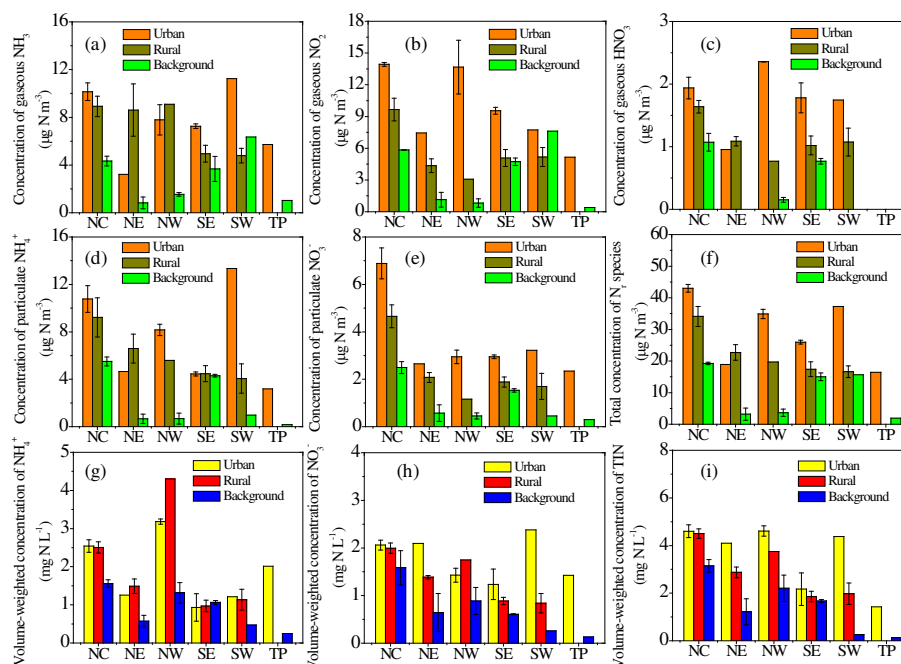 Concentration of gaseous NH₃
(μg N m⁻³)
16
12
8
4
0
(a)
Urban
Rural
Background
NC NE NW SE SW TP
Concentration of gaseous NO₂
(μg N m⁻³)
18
15
12
9
6
3
0
(b)
Urban
Rural
Background
NC NE NW SE SW TP
Concentration of gaseous HNO₃
(μg N m⁻³)
3
2
1
0
(c)
Urban
Rural
Background
NC NE NW SE SW TP
Concentration of particulate NH₄⁺
(μg N m⁻³)
16
12
8
4
0
(d)
Urban
Rural
Background
NC NE NW SE SW TP
Concentration of particulate NO₃⁻
(μg N m⁻³)
8
6
4
2
0
(e)
Urban
Rural
Background
NC NE NW SE SW TP
Total concentration of Nᵣ species
(μg N m⁻³)
60
50
40
30
20
10
0
(f)
Urban
Rural
Background
NC NE NW SE SW TP
Volume-weighted concentration of NH₄⁺
(mg N L⁻¹)
5
4
3
2
1
0
(g)
Urban
Rural
Background
NC NE NW SE SW TP
Volume-weighted concentration of NO₃⁻
(mg N L⁻¹)
4
3
2
1
0
(h)
Urban
Rural
Background
NC NE NW SE SW TP
Volume-weighted concentration of TIN
(mg N L⁻¹)
8
6
4
2
0
(i)
Urban
Rural
Background
NC NE NW SE SW TP